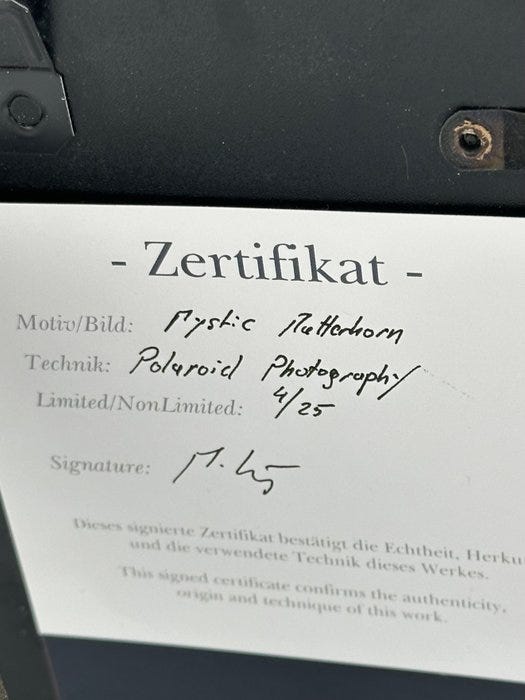 - Zertifikat -
Motiv/Bild: Mystic Matterhorn
Technik: Polaroid Photography
Limited/NonLimited: 4/25
Signature:
Dieses signierte Zertifikat bestätigt die Echtheit, Herku
und die verwendete Technik dieses Werkes.
This signed certificate confirms the authenticity,
origin and technique of this work.